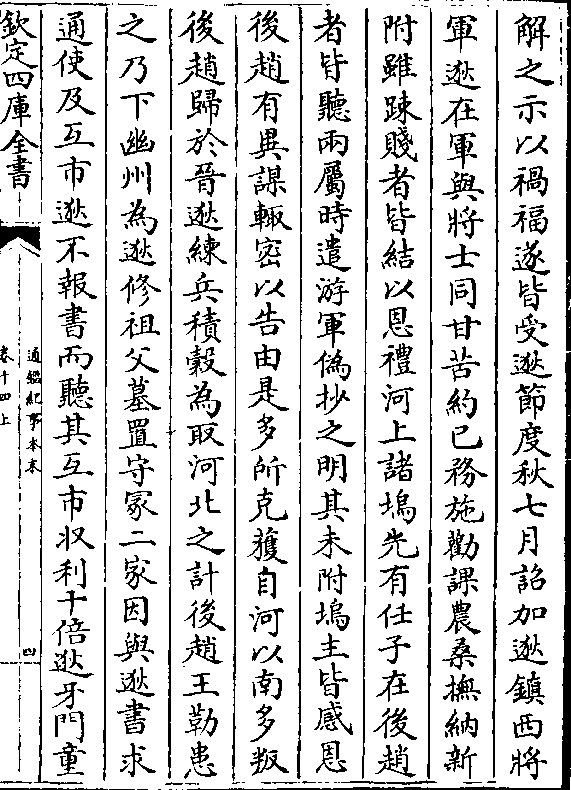 解之示以禍福遂皆受逖節度秋七月詔加逖鎮西將
軍逖在軍與將士同甘苦約己務施勸課農桑撫納新
附雖踈賤者皆結以恩禮河上諸塢先有任子在後趙
者皆聽兩屬時遣游軍偽抄之明其未附塢主皆感恩
後趙有異謀輙密以告由是多所克獲自河以南多叛
後趙歸於晉逖練兵積穀為取河北之計後趙王勒患
之乃下幽州為逖修祖父墓置守冢二家因與逖書求
通使及互市逖不報書而聽其互市収利十倍逖牙門童
欽定四庫全書
通鑑紀事本末
卷十四上
四